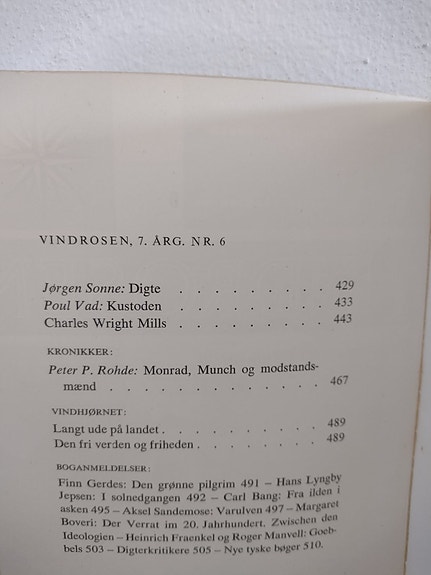 VINDROSEN, 7. ÅRG. NR. 6
Jørgen Sonne: Digte . . . . . . . . . 429
Poul Vad: Kustoden . . . . . . . . . 433
Charles Wright Mills . . . . . . . . . 443
KRONIKKER:
Peter P. Rohde: Monrad, Munch og modstands-
mænd . . . . . . . . . . . . . 467
VINDHJØRNET:
Langt ude på landet . . . . . . . . . 489
Den fri verden og friheden . . . . . . . 489
BOGANMELDELSER:
Finn Gerdes: Den grønne pilgrim 491 – Hans Lyngby
Jepsen: I solnedgangen 492 – Carl Bang: Fra ilden i
asken 495 – Aksel Sandemose: Varulven 497 – Margaret
Boveri: Der Verrat im 20. Jahrhundert. Zwischen den
Ideologien – Heinrich Fraenkel og Roger Manvell: Goeb-
bels 503 – Digterkritikere 505 – Nye tyske bøger 510.